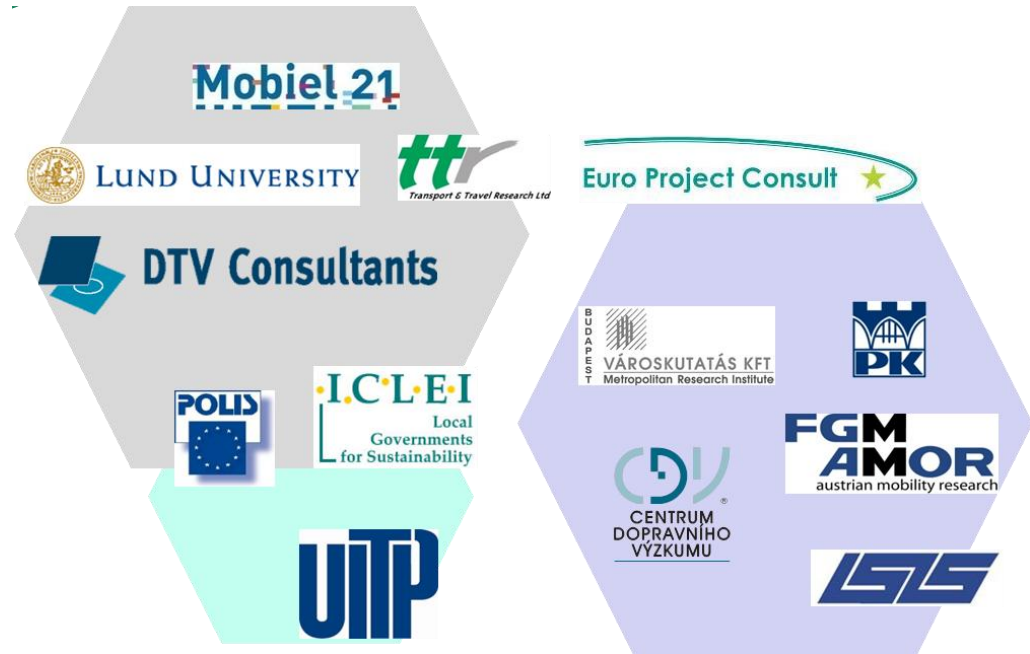 Mobiel 21
LUND UNIVERSITY
ttr
Transport & Travel Research Ltd
Euro Project Consult
DTV Consultants
BUDAPEST
VÁROSKUTATÁS KFT
Metropolitan Research Institute
PK
POLIS
I.C.L.E.I
Local
Governments
for Sustainability
FGM
AMOR
austrian mobility research
CDV
®
CENTRUM
DOPRAVNÍHO
VÝZKUMU
UITP